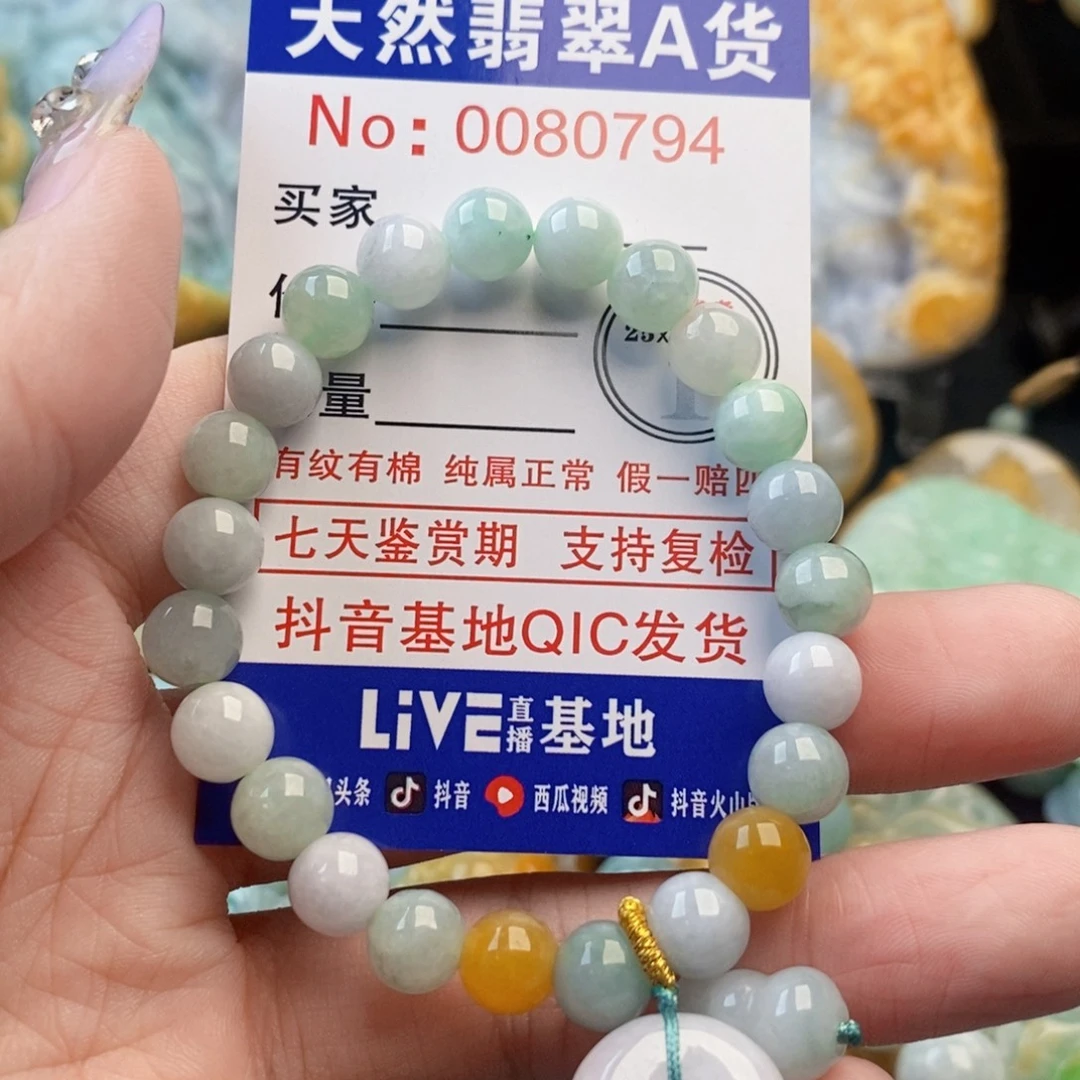 天然翡翠A货
No: 0080794
买家
量
有纹有棉 纯属正常 假一赔四
七天鉴赏期 支持复检
抖音基地QIC发货
LiVE直播基地
头条 抖音 西瓜视频 抖音火山